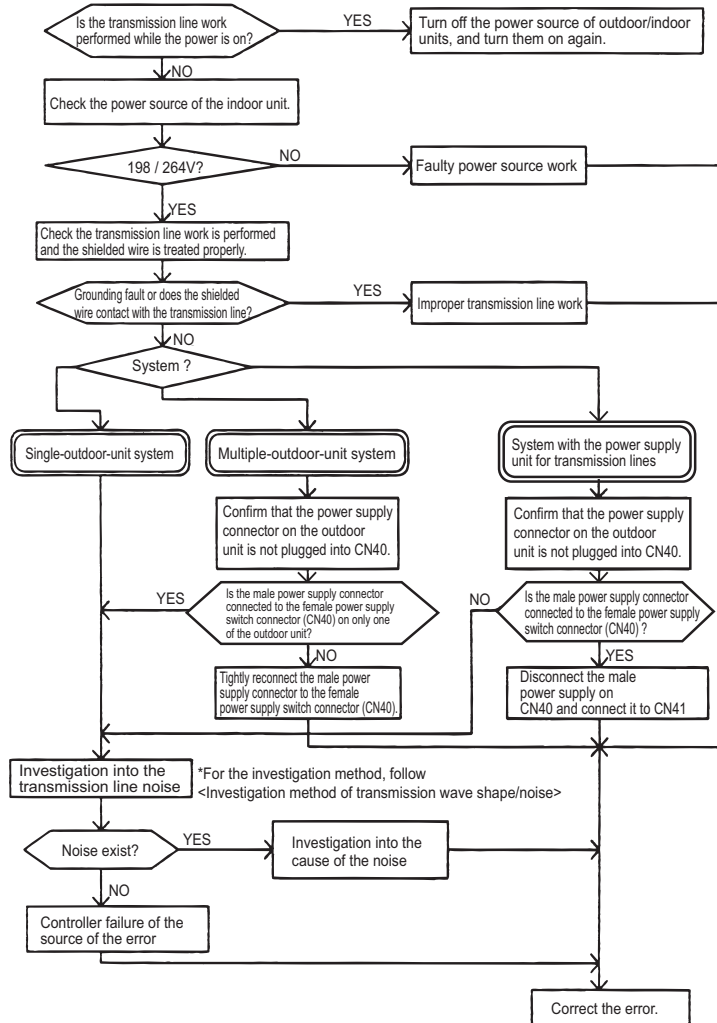 Is the transmission line work
performed while the power is on?
YES
Turn off the power source of outdoor/indoor
units, and turn them on again.
NO
Check the power source of the indoor unit.
198 / 264V?
NO
Faulty power source work
YES
Check the transmission line work is performed
and the shielded wire is treated properly.
Grounding fault or does the shielded
wire contact with the transmission line?
YES
Improper transmission line work
NO
System ?
Single-outdoor-unit system
Multiple-outdoor-unit system
System with the power supply
unit for transmission lines
Confirm that the power supply
connector on the outdoor
unit is not plugged into CN40.
Confirm that the power supply
connector on the outdoor
unit is not plugged into CN40.
YES
Is the male power supply connector
connected to the female power supply
switch connector (CN40) on only one
of the outdoor unit?
NO
Is the male power supply connector
connected to the female power supply
switch connector (CN40) ?
NO
Tightly reconnect the male power
supply connector to the female
power supply switch connector (CN40).
YES
Disconnect the male
power supply on
CN40 and connect it to CN41
Investigation into the
transmission line noise
*For the investigation method, follow
<Investigation method of transmission wave shape/noise>
Noise exist?
YES
Investigation into the
cause of the noise
NO
Controller failure of the
source of the error
Correct the error.